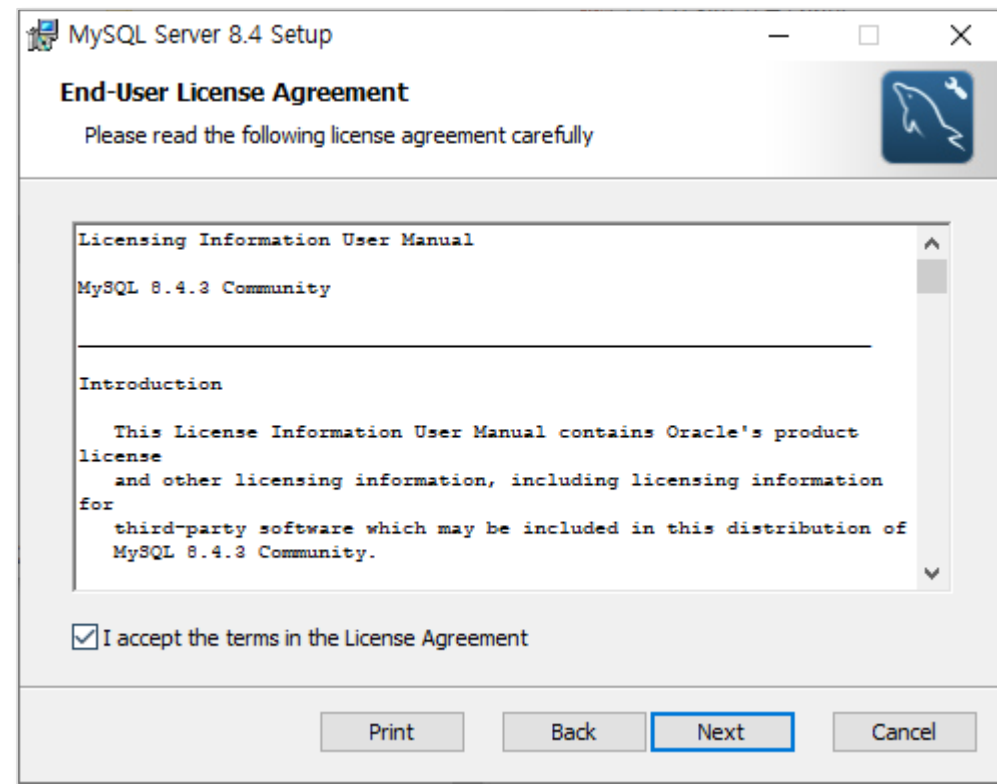 MySQL Server 8.4 Setup
End-User License Agreement
Please read the following license agreement carefully
Licensing Information User Manual
MySQL 8.4.3 Community
Introduction
This License Information User Manual contains Oracle's product
license
and other licensing information, including licensing information
for
third-party software which may be included in this distribution of
MySQL 8.4.3 Community.
I accept the terms in the License Agreement
Print Back Next Cancel